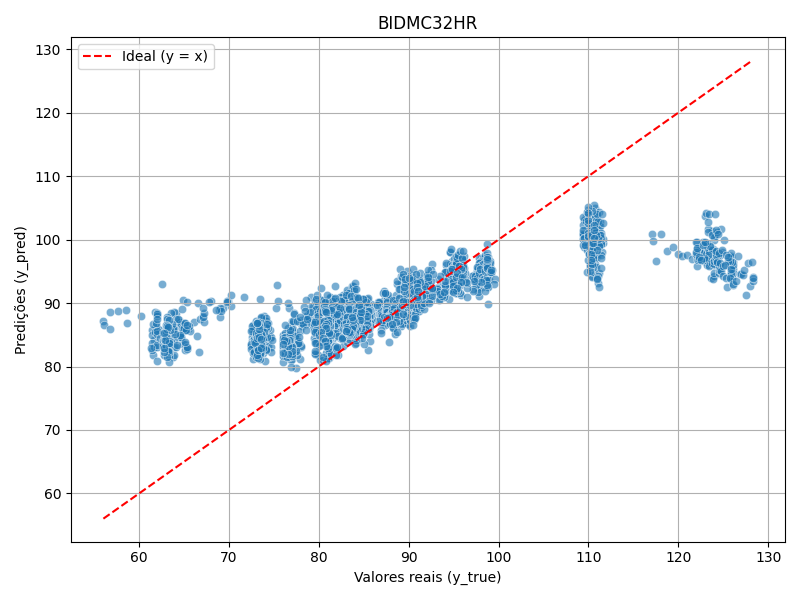 BIDMC32HR
Ideal (y = x)
130
120
110
100
90
80
70
60
Predições (y_pred)
60 70 80 90 100 110 120 130
Valores reais (y_true)